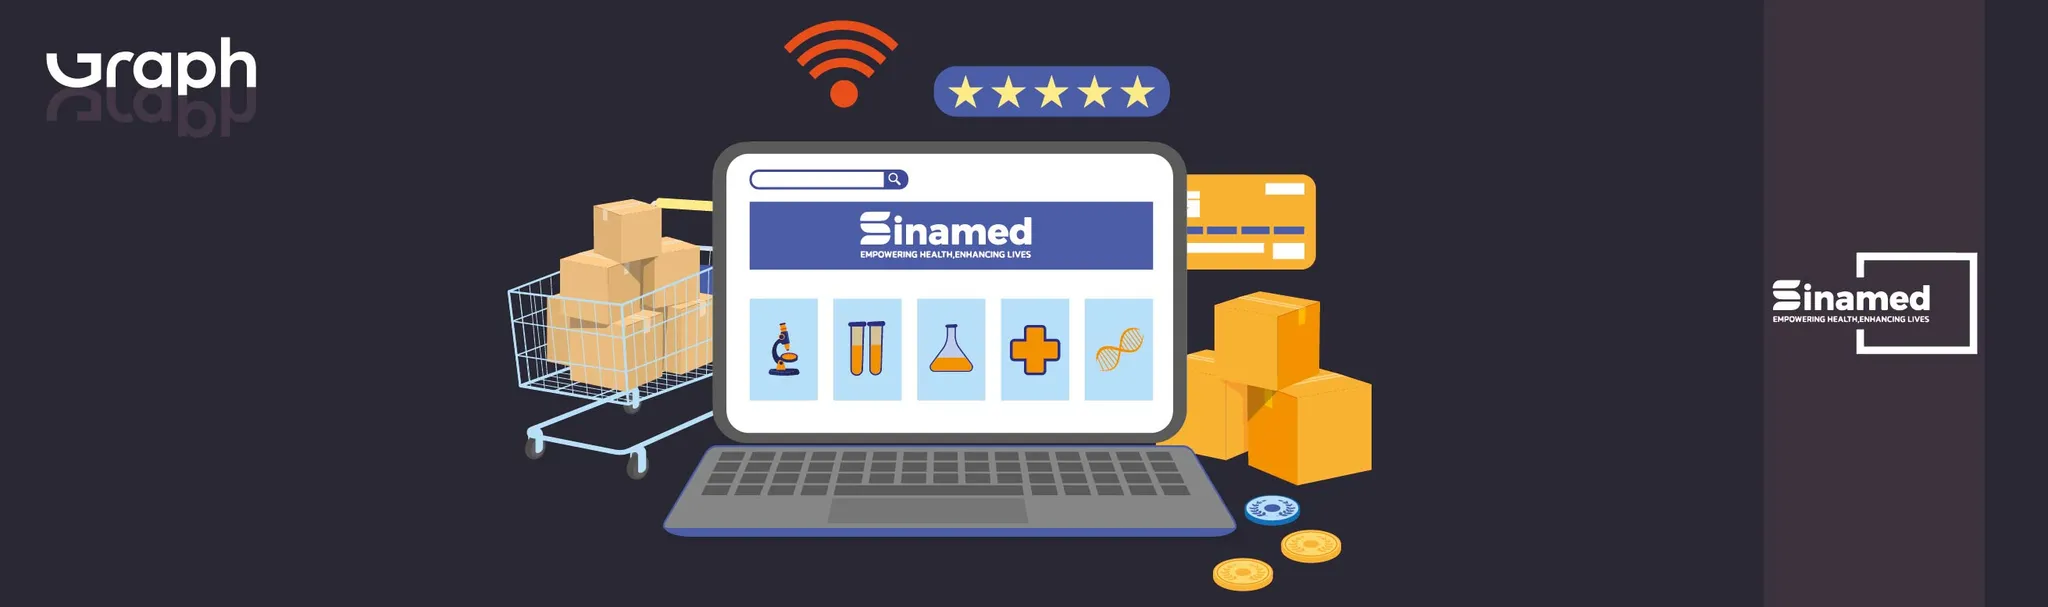 Graph
Sinamed
EMPOWERING HEALTH,ENHANCING LIVES
Sinamed
EMPOWERING HEALTH,ENHANCING LIVES